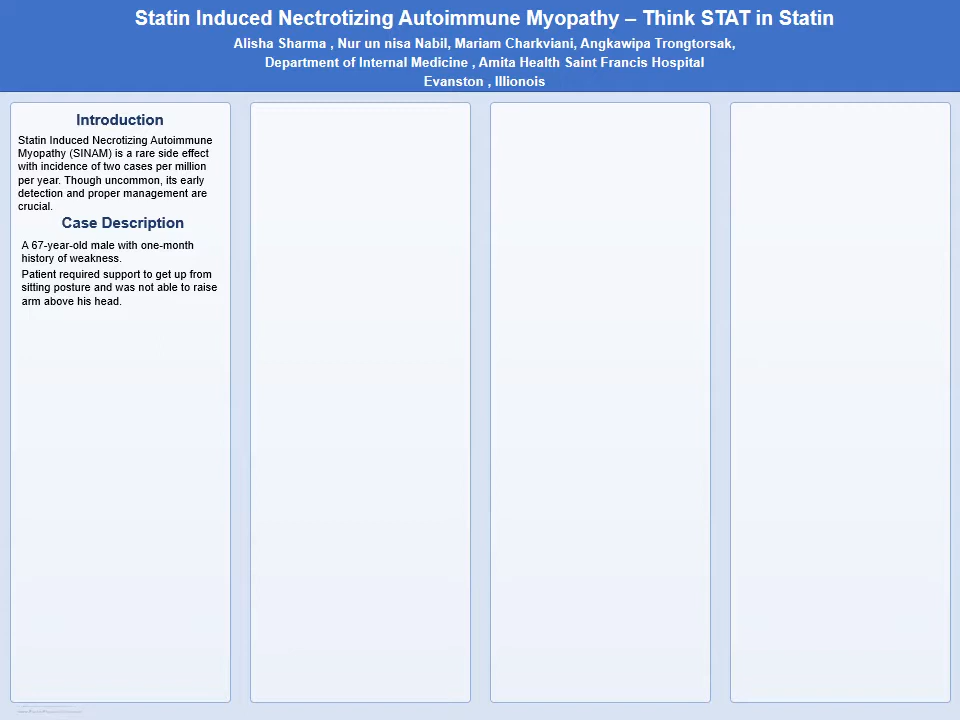 Statin Induced Nectrotizing Autoimmune Myopathy – Think STAT in Statin
Alisha Sharma , Nur un nisa Nabil, Mariam Charkviani, Angkawipa Trongtorsak,
Department of Internal Medicine , Amita Health Saint Francis Hospital
Evanston , Illionois
Introduction
Statin Induced Necrotizing Autoimmune
Myopathy (SINAM) is a rare side effect
with incidence of two cases per million
per year. Though uncommon, its early
detection and proper management are
crucial.
Case Description
A 67-year-old male with one-month
history of weakness.
Patient required support to get up from
sitting posture and was not able to raise
arm above his head.